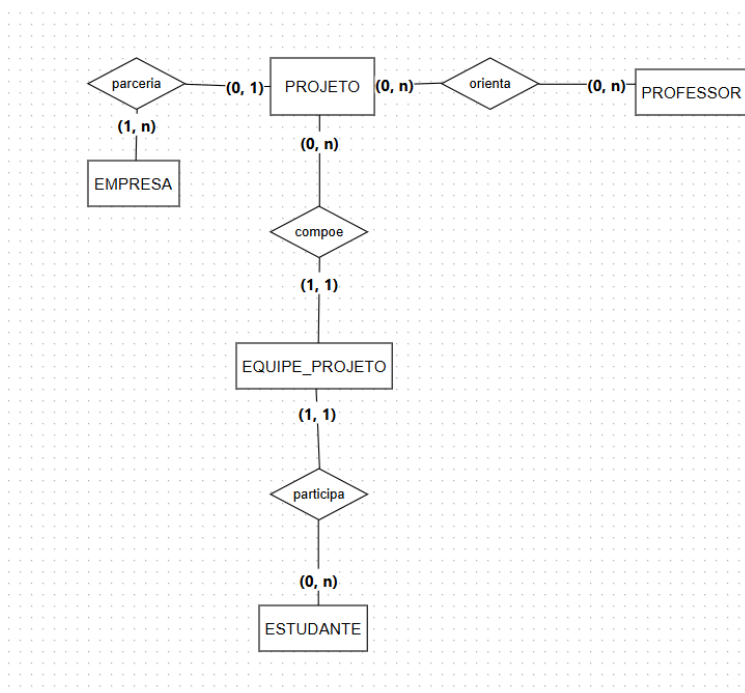 parceria
(0, 1)
PROJETO
(0, n)
orienta
(0, n)
PROFESSOR
(1, n)
EMPRESA
(0, n)
compoe
(1, 1)
EQUIPE_PROJETO
(1, 1)
participa
(0, n)
ESTUDANTE